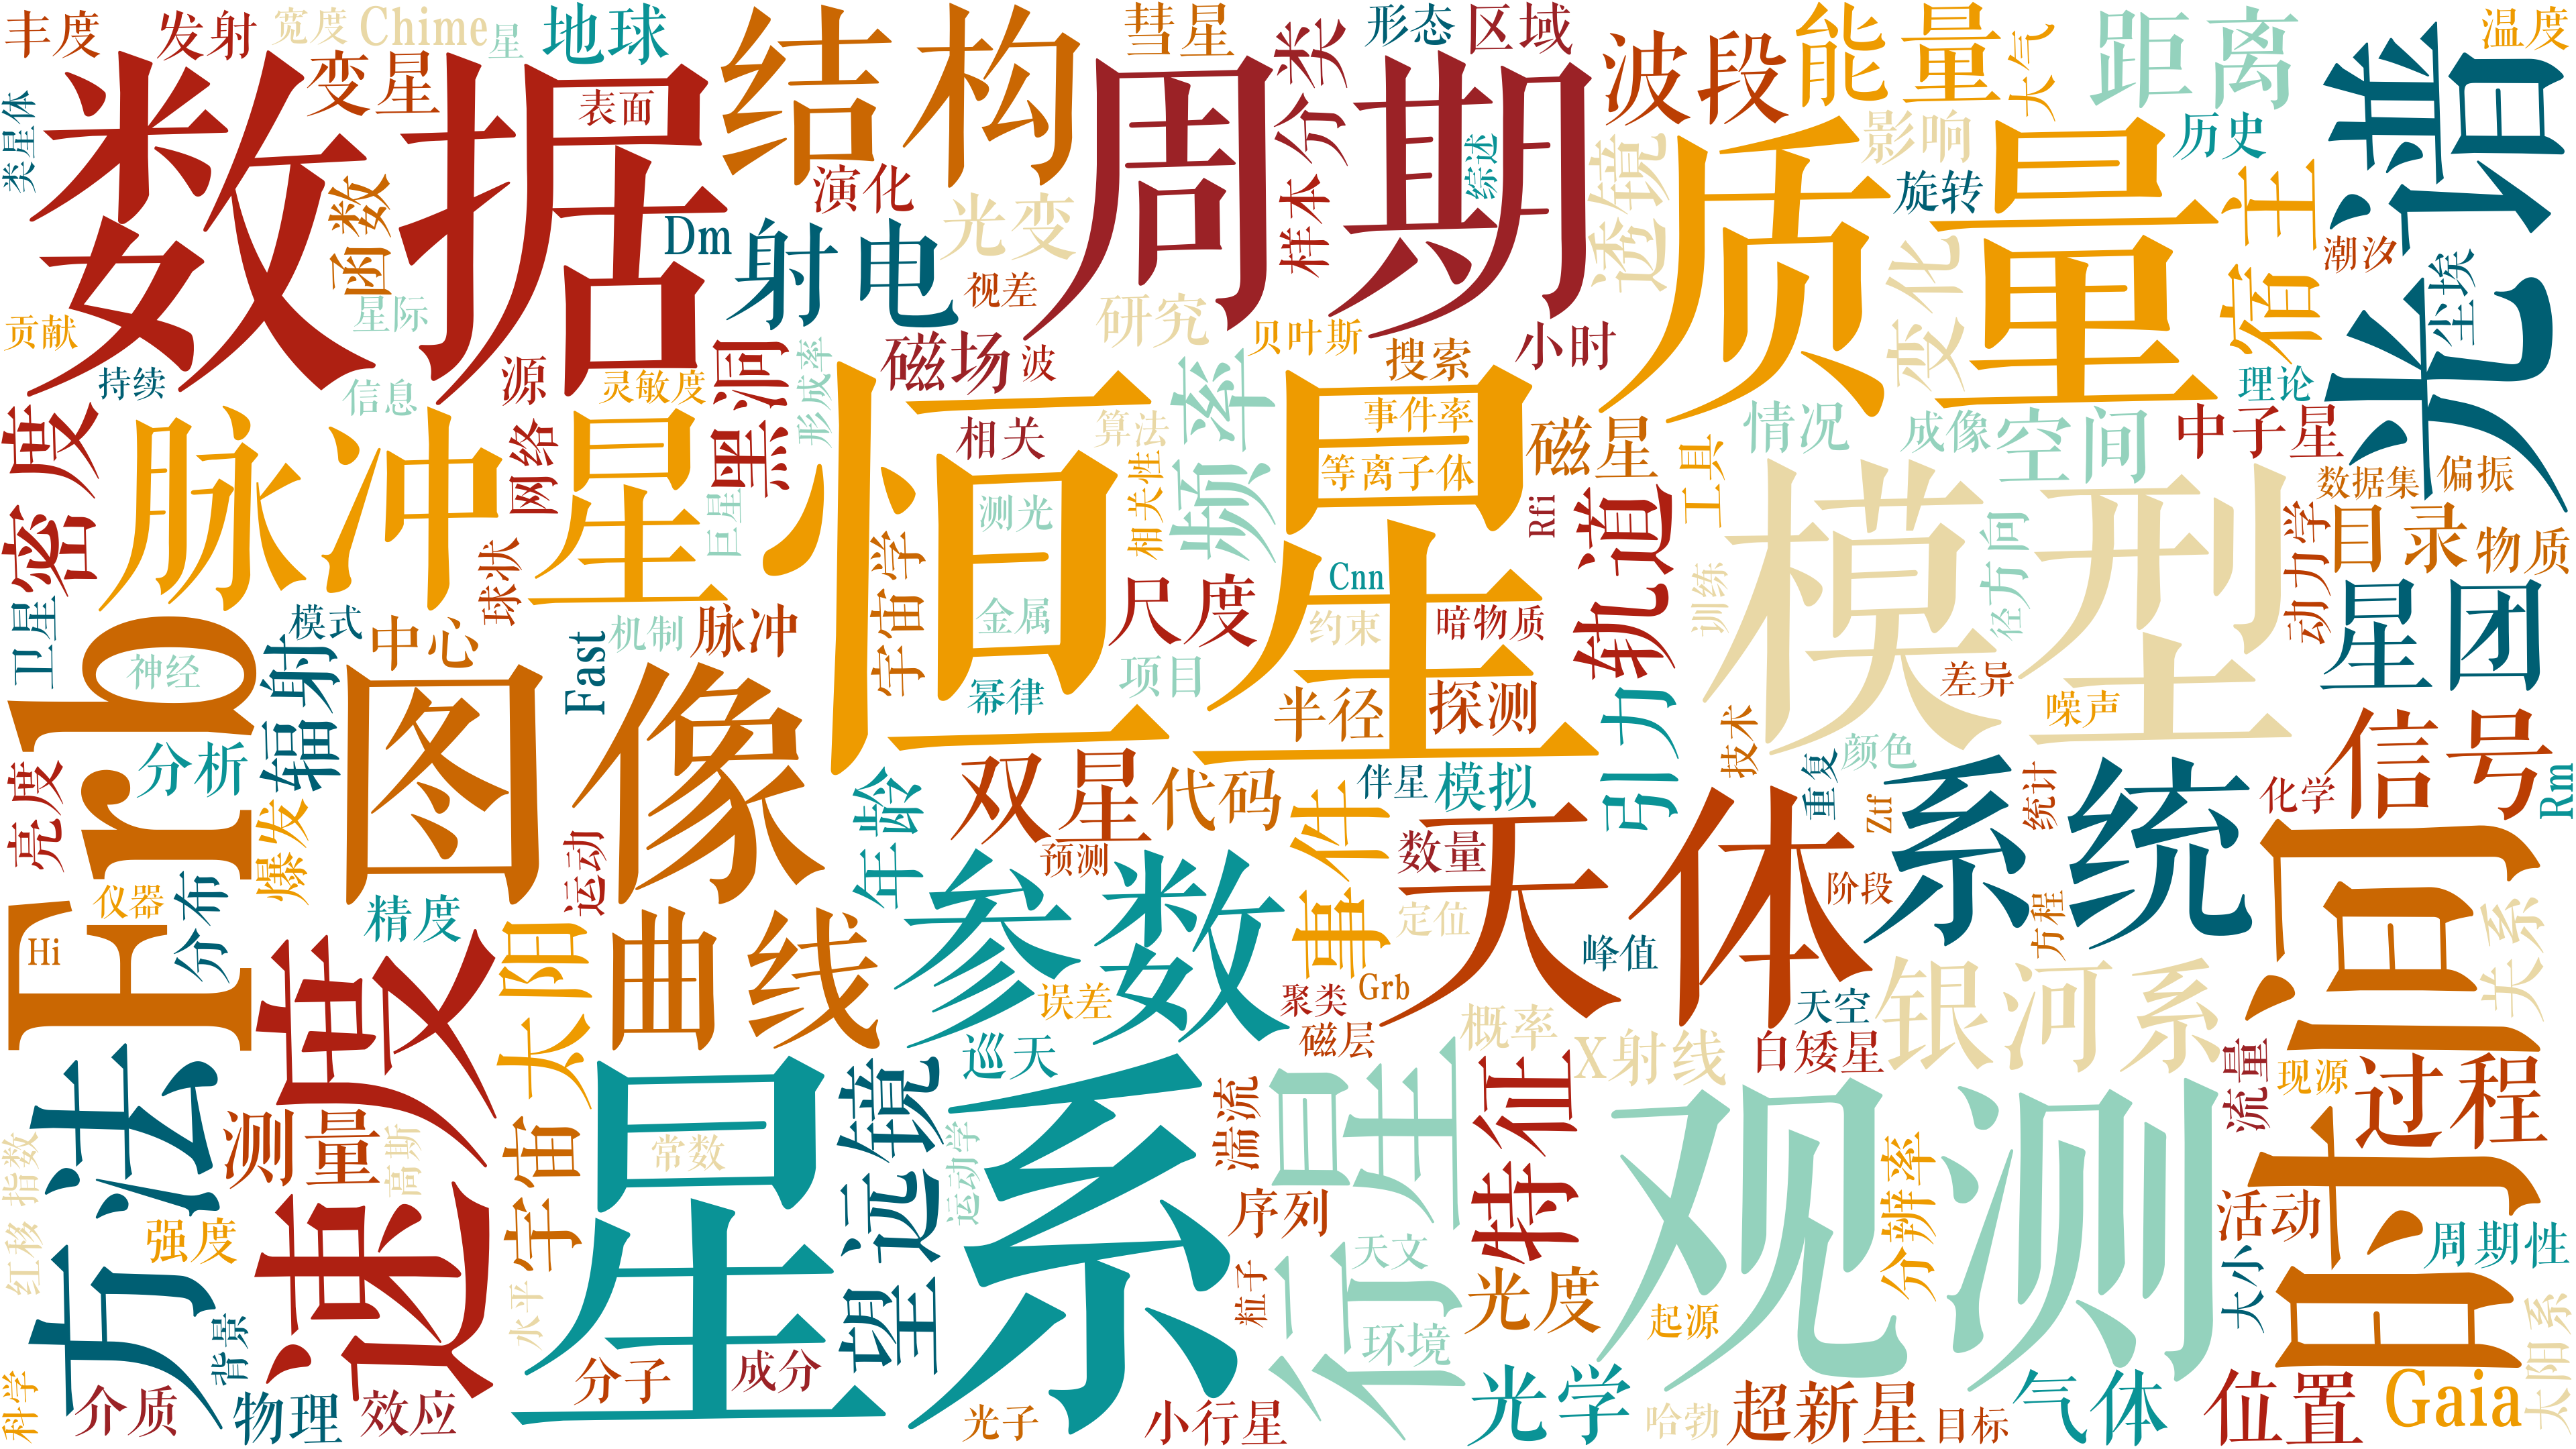 丰度
发射
宽度
Chime
星
地球
结构
彗星
形态
区域
波段
能量
大气
距离
温度
光谱
类星体
数据
变星
表面
周期
分类
综述
样本
透镜
质量
影响
历史
旋转
宿主
潮汐
尘埃
函数
演化
Dm
射电
光变
视差
变化
贡献
星际
持续
信息
源
灵敏度
黑洞
形成率
磁场
波
研究
贝叶斯
搜索
小时
理论
密度
脉冲星
网络
巨星
恒星
相关
算法
相关性
频率
事件率
等离子体
磁星
Rfi
工具
情况
成像
空间
中子星
数据集
偏振
测光
球状
宇宙学
金属
Cnn
尺度
约束
暗物质
轨道
模型
训练
径方向
动力学
目录
物质
卫星
神经
模式
辐射
中心
Fast
机制
脉冲
项目
幂律
半径
探测
引力
差异
噪声
星团
Frb
图像
技术
颜色
信号
亮度
分析
爆发
运动
年龄
双星
代码
预测
事件
伴星
模拟
数量
天体
重复
Ztf
系统
统计
化学
Rm
仪器
Hi
分布
精度
速度
太阳
曲线
参数
误差
聚类
Grb
定位
磁层
峰值
阶段
天空
方程
时间
关系
方法
宇宙
星系
常数
望远镜
巡天
运动学
湍流
行星
概率
特征
X射线
白矮星
银河系
观测
流量
现源
过程
测量
高斯
指数
红移
强度
水平
序列
粒子
天文
环境
光度
起源
分辨率
活动
大小
周期性
太阳系
科学
介质
背景
物理
效应
分子
成分
光子
小行星
光学
哈勃
超新星
目标
气体
位置
Gaia